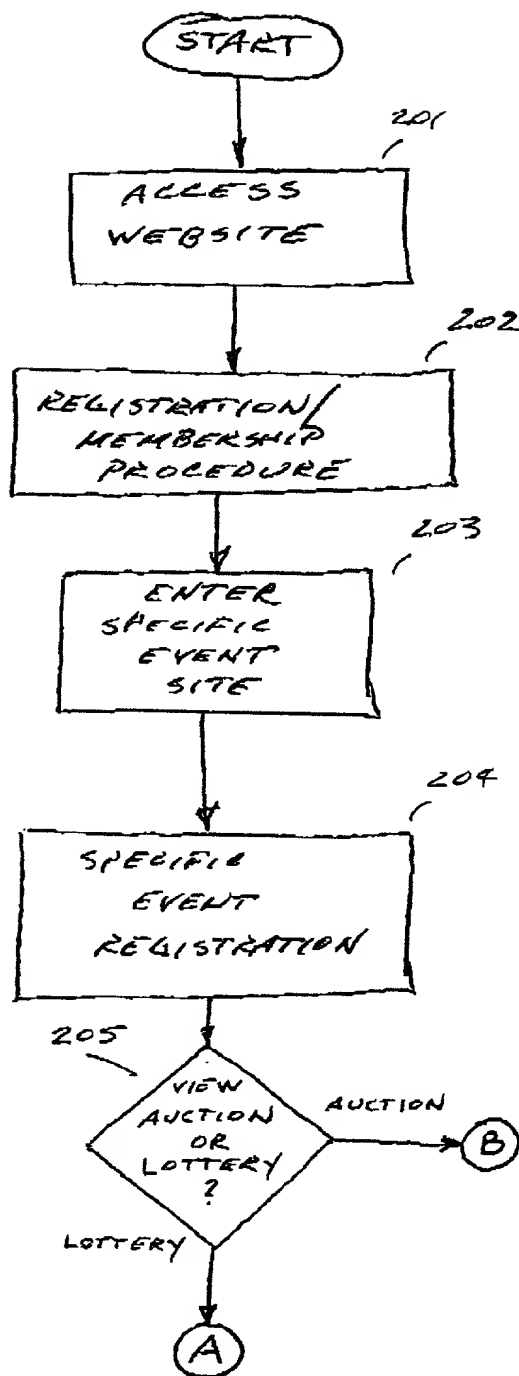 START
201
ACCESS
WEBSITE
202
REGISTRATION/
MEMBERSHIP
PROCEDURE
203
ENTER
SPECIFIC
EVENT
SITE
204
SPECIFIC
EVENT
REGISTRATION
205
VIEW
AUCTION
OR
LOTTERY
?
AUCTION
B
LOTTERY
A